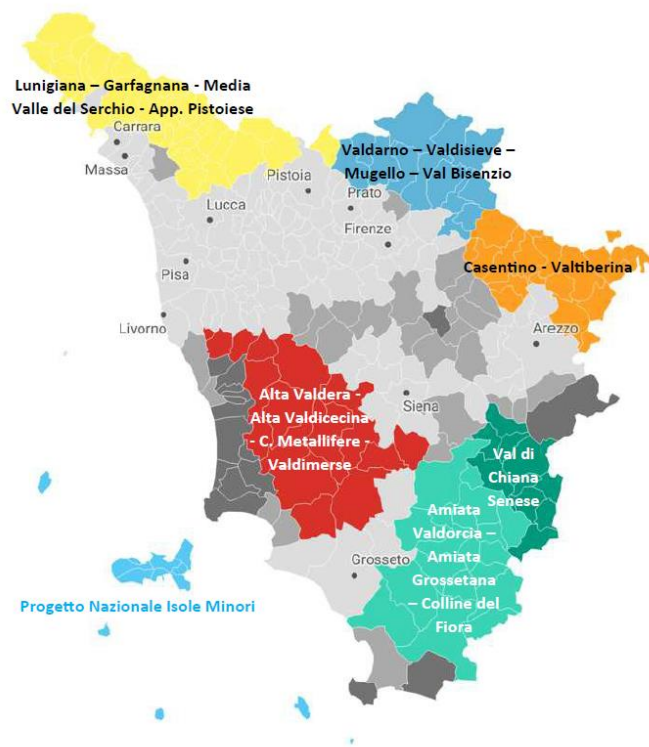 Lunigiana – Garfagnana - Media
Valle del Serchio - App. Pistoiese
Carrara
Massa
Valdarno – Valdisieve –
Mugello – Val Bisenzio
Pistoia
Prato
Lucca
Firenze
Pisa
Casentino - Valtiberina
Livorno
Arezzo
Alta Valdera -
Alta Valdicecina
- C. Metallifere -
Valdimerse
Siena
Val di
Chiana
Senese
Amiata
Valdorcia –
Amiata
Grossetana
– Colline del
Fiora
Grosseto
Progetto Nazionale Isole Minori